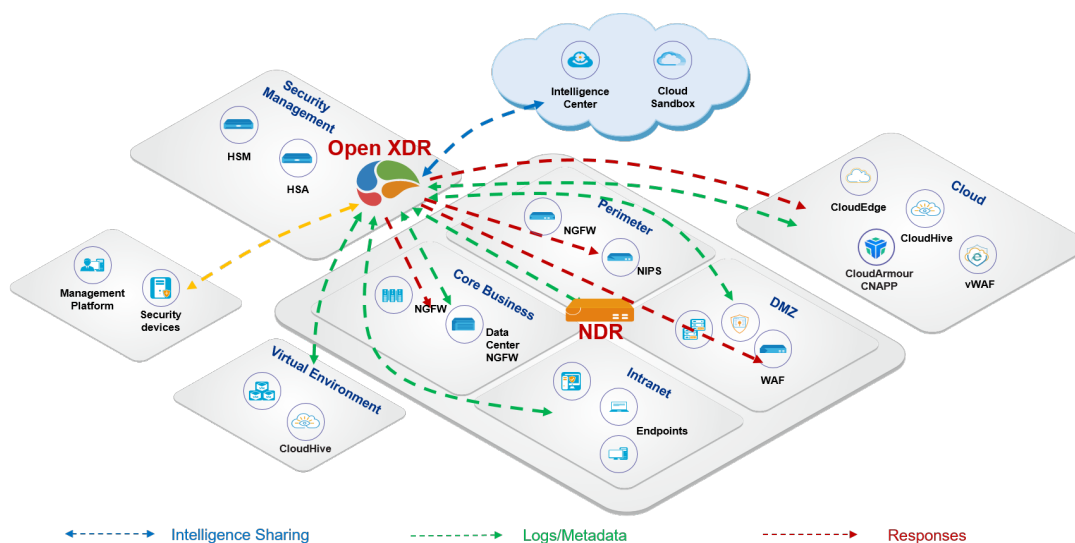 Security
Management
HSM
HSA
Open XDR
Intelligence
Center
Cloud
Sandbox
Cloud
CloudEdge
CloudHive
CloudArmour
CNAPP
vWAF
Perimeter
NGFW
NIPS
Management
Platform
Security
devices
Core Business
NGFW
Data
Center
NGFW
NDR
DMZ
WAF
Virtual Environment
CloudHive
Intranet
Endpoints
Intelligence Sharing
Logs/Metadata
Responses